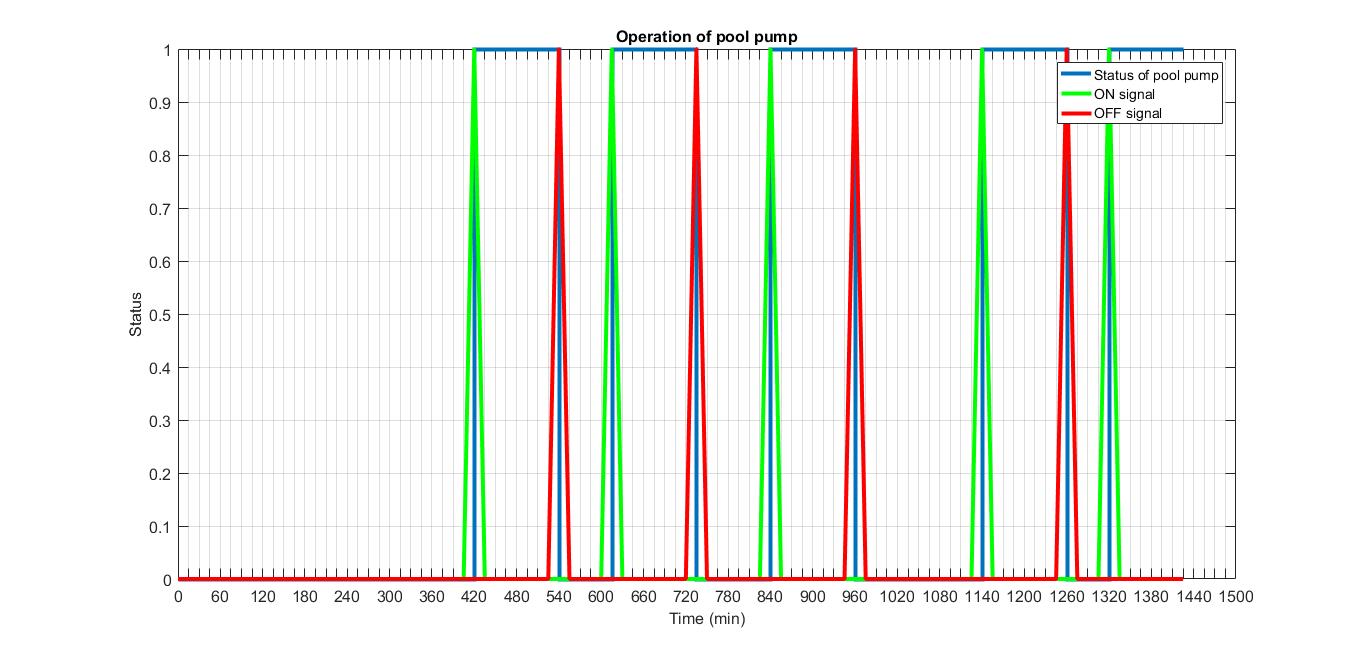 Operation of pool pump
1
0.9
0.8
0.7
0.6
0.5
0.4
0.3
0.2
0.1
0
Status
Status of pool pump
ON signal
OFF signal
0 60 120 180 240 300 360 420 480 540 600 660 720 780 840 900 960 1020 1080 1140 1200 1260 1320 1380 1440 1500
Time (min)